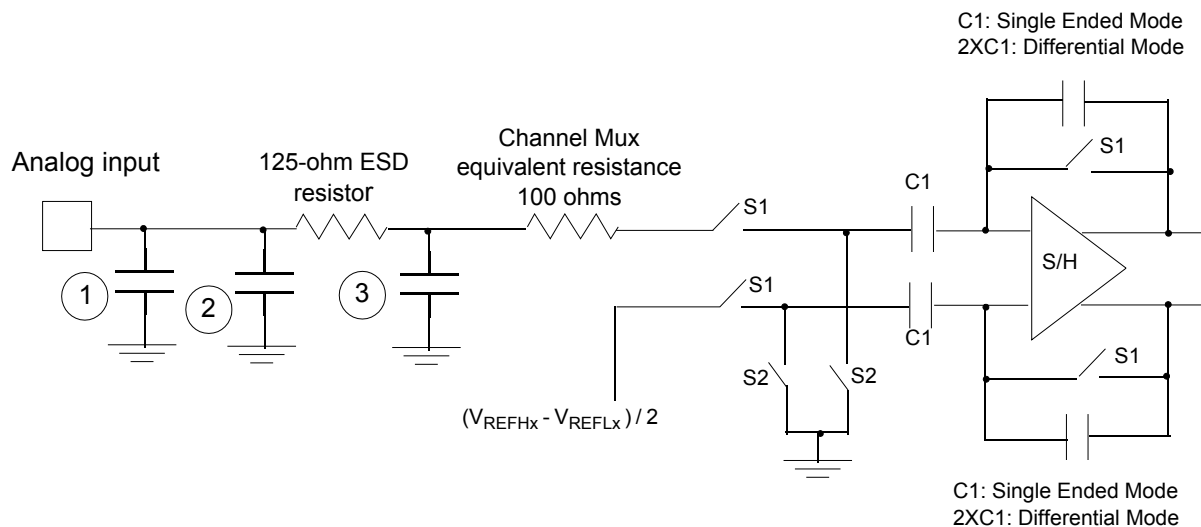 C1: Single Ended Mode
2XC1: Differential Mode
Analog input
125-ohm ESD
resistor
Channel Mux
equivalent resistance
100 ohms
S1
C1
S1
S/H
1
2
3
S1
C1
S1
S2
S2
(VREFHx - VREFLx ) / 2
C1: Single Ended Mode
2XC1: Differential Mode